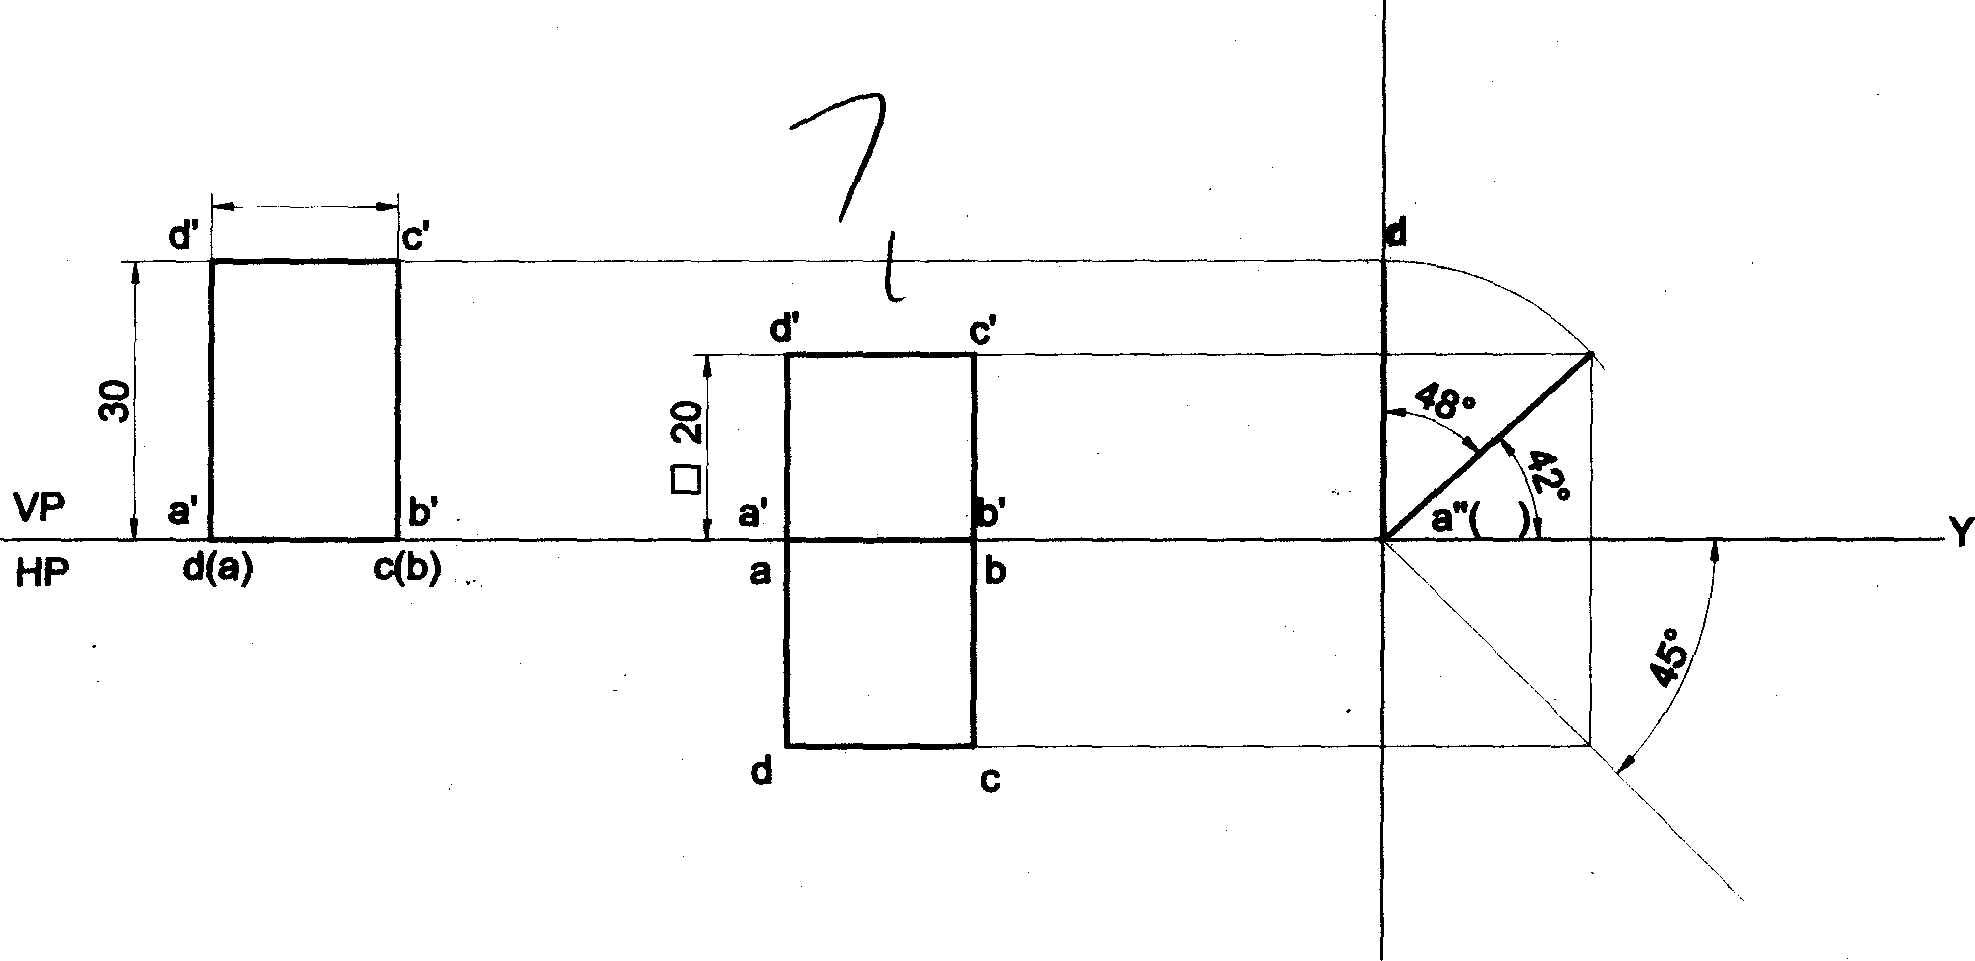 d' c'
d
d' c'
30
□ 20
48°
42°
VP
a' b'
a' b'
a"( )
Y
HP
d(a) c(b)
a b
45°
d c